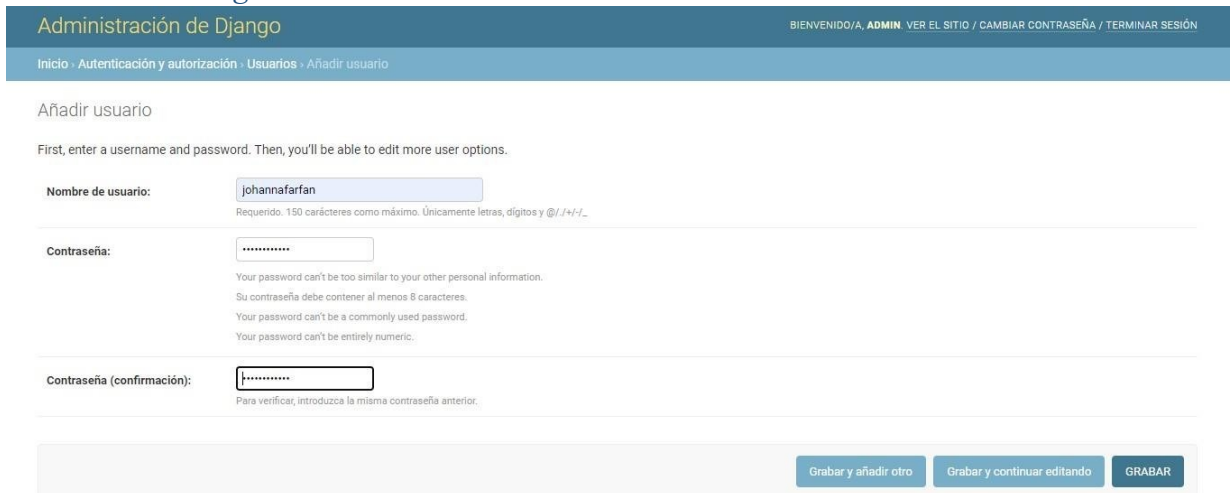 Administración de Django
BIENVENIDO/A, ADMIN. VER EL SITIO / CAMBIAR CONTRASEÑA / TERMINAR SESIÓN
Inicio › Autenticación y autorización › Usuarios › Añadir usuario
Añadir usuario
First, enter a username and password. Then, you’ll be able to edit more user options.
Nombre de usuario:
johannafarfan
Requerido. 150 carácteres como máximo. Únicamente letras, dígitos y @/./+/-/_
Contraseña:
••••••••••••
Your password can’t be too similar to your other personal information.
Su contraseña debe contener al menos 8 caracteres.
Your password can’t be a commonly used password.
Your password can’t be entirely numeric.
Contraseña (confirmación):
••••••••••••
Para verificar, introduzca la misma contraseña anterior.
Grabar y añadir otro
Grabar y continuar editando
GRABAR